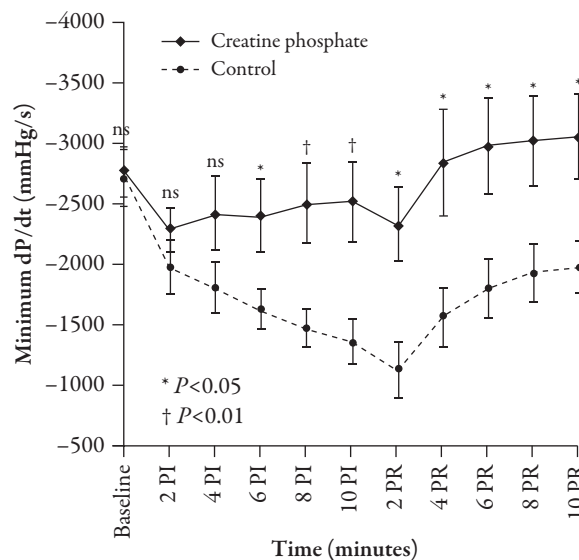 −4000
−3500
−3000
−2500
−2000
−1500
−1000
−500
Minimum dP/dt (mmHg/s)
Creatine phosphate
Control
ns
ns
ns
*
†
†
*
*
*
*
*
* P<0.05
† P<0.01
Baseline
2 PI
4 PI
6 PI
8 PI
10 PI
2 PR
4 PR
6 PR
8 PR
10 PR
Time (minutes)